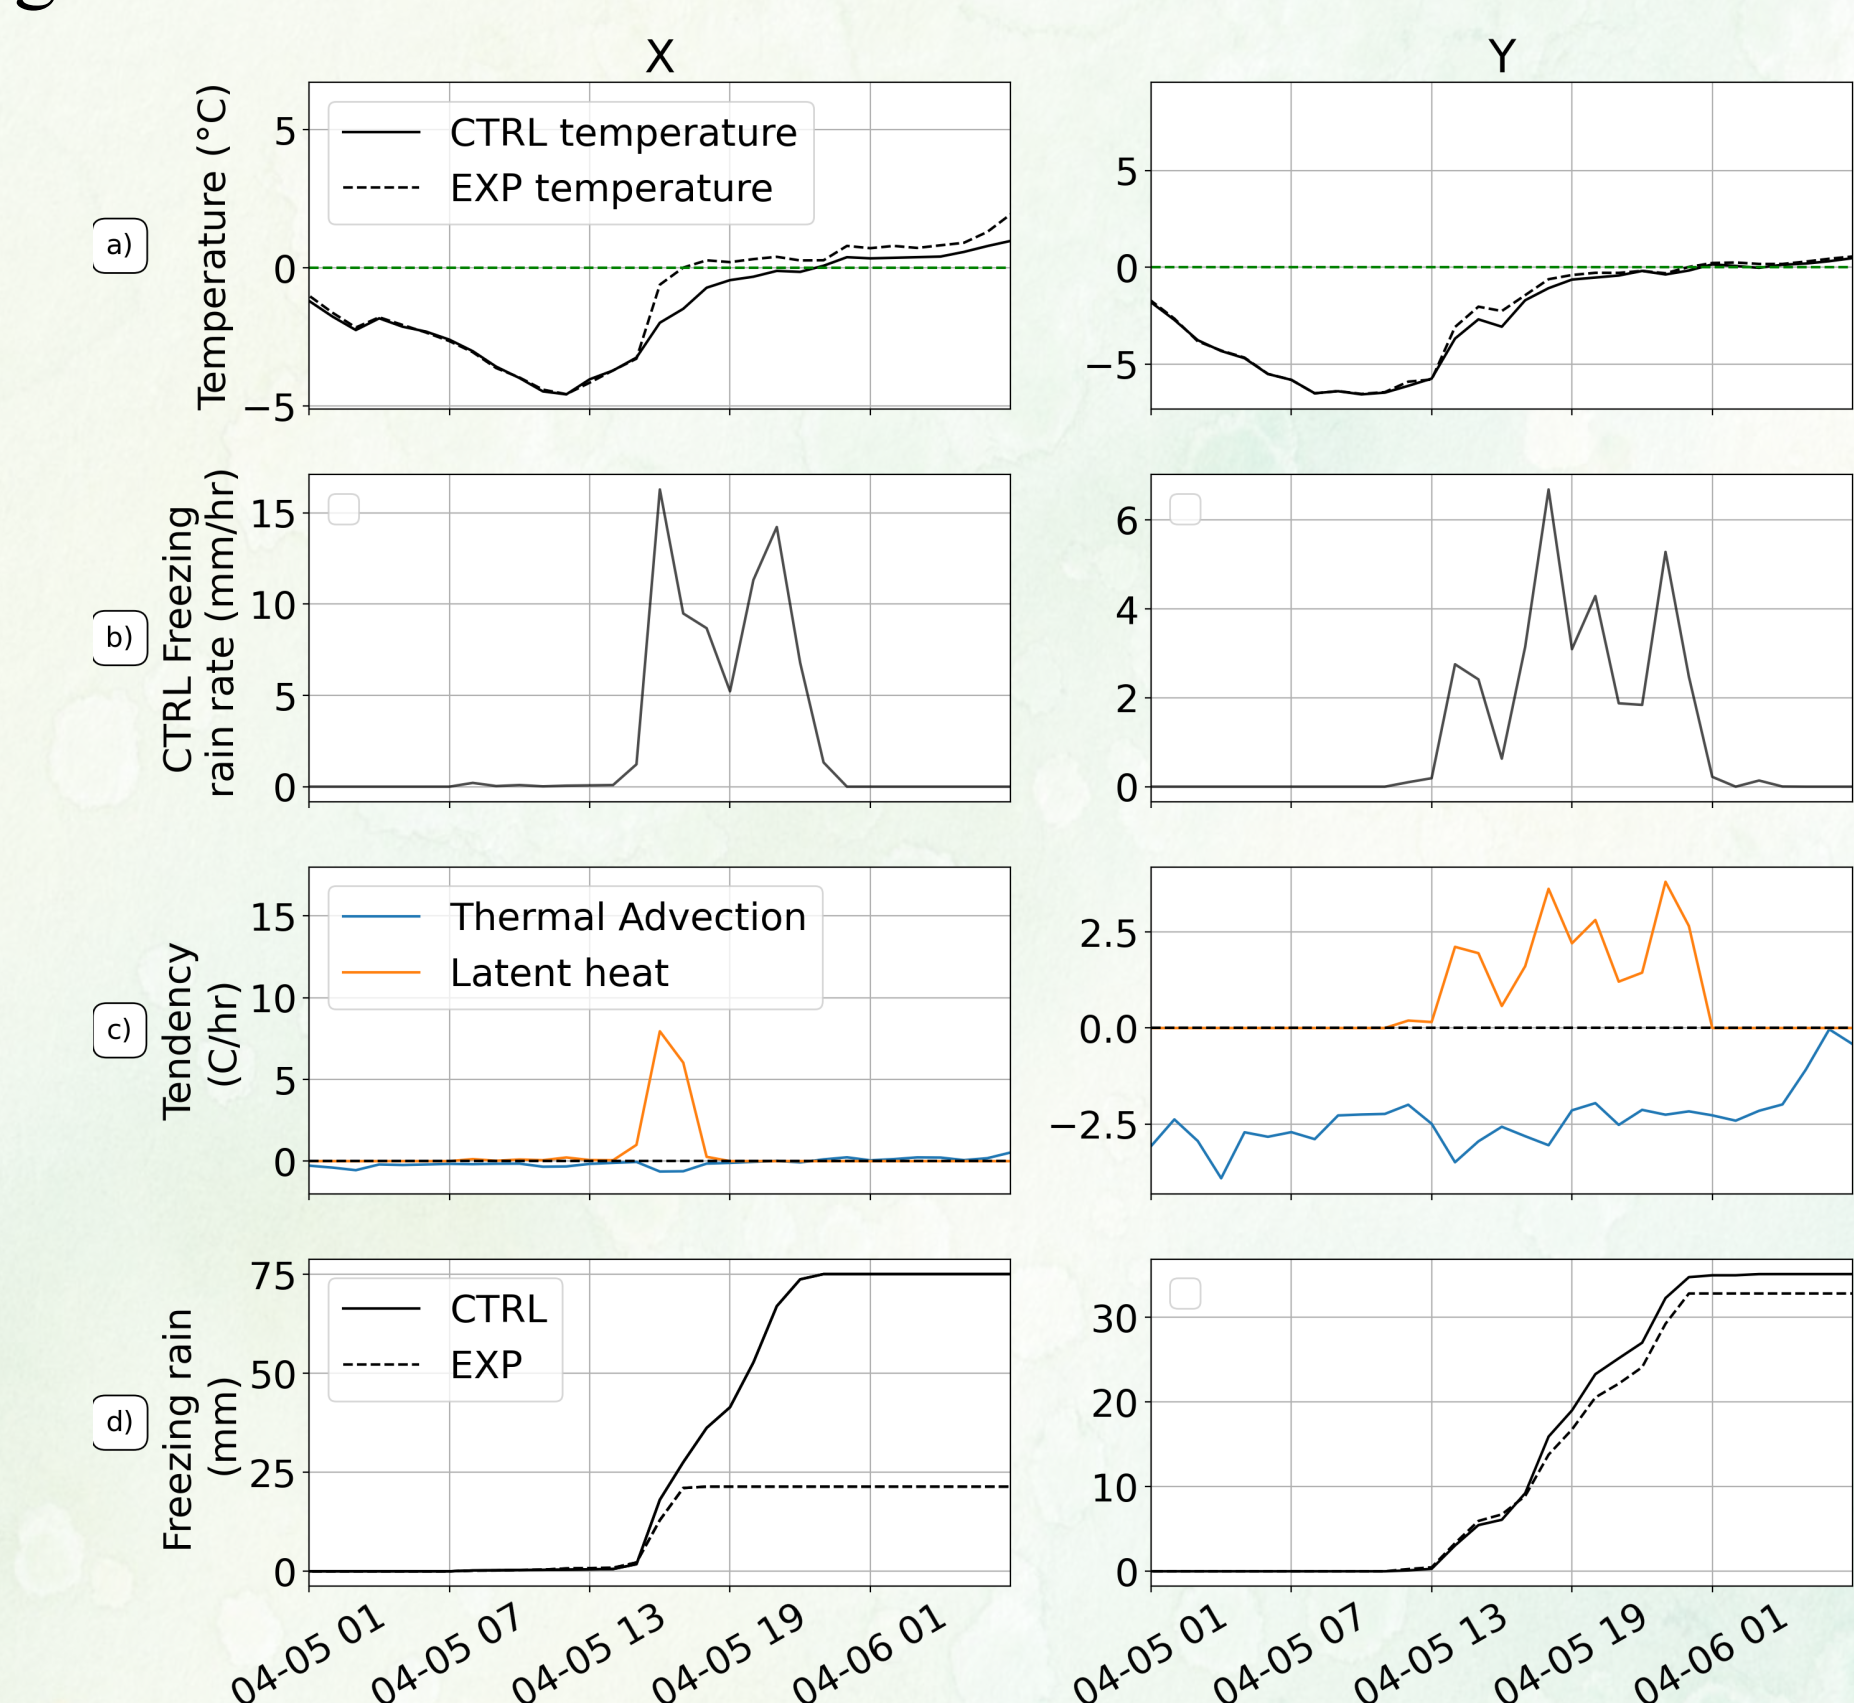 X
Y
a)
Temperature (°C)
5
0
−5
CTRL temperature
EXP temperature
5
0
−5
b)
CTRL Freezing
rain rate (mm/hr)
15
10
5
0
6
4
2
0
c)
Tendency
(C/hr)
15
10
5
0
Thermal Advection
Latent heat
2.5
0.0
−2.5
d)
Freezing rain
(mm)
75
50
25
0
CTRL
EXP
30
20
10
0
04-05 01
04-05 07
04-05 13
04-05 19
04-06 01
04-05 01
04-05 07
04-05 13
04-05 19
04-06 01